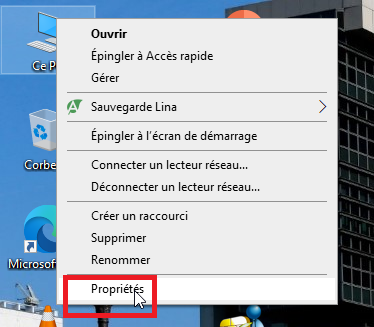 Ouvrir
Épingler à Accès rapide
Gérer
Sauvegarde Lina
Épingler à l'écran de démarrage
Connecter un lecteur réseau...
Déconnecter un lecteur réseau...
Créer un raccourci
Supprimer
Renommer
Propriétés
Ce P
Corbe
Microsof